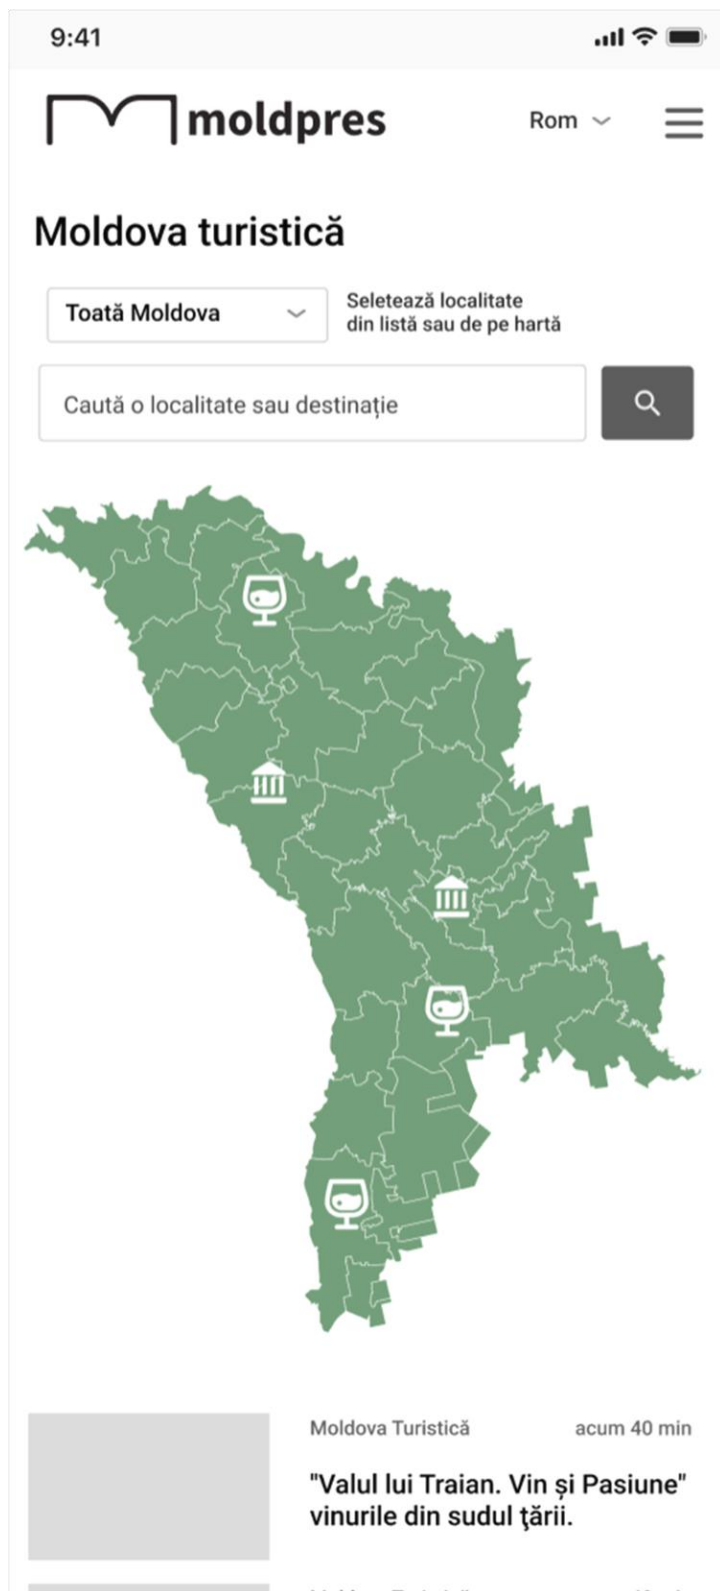 9:41
moldpres
Rom
Moldova turistică
Toată Moldova
Seletează localitate
din listă sau de pe hartă
Caută o localitate sau destinație
Moldova Turistică
acum 40 min
"Valul lui Traian. Vin și Pasiune"
vinurile din sudul ţării.